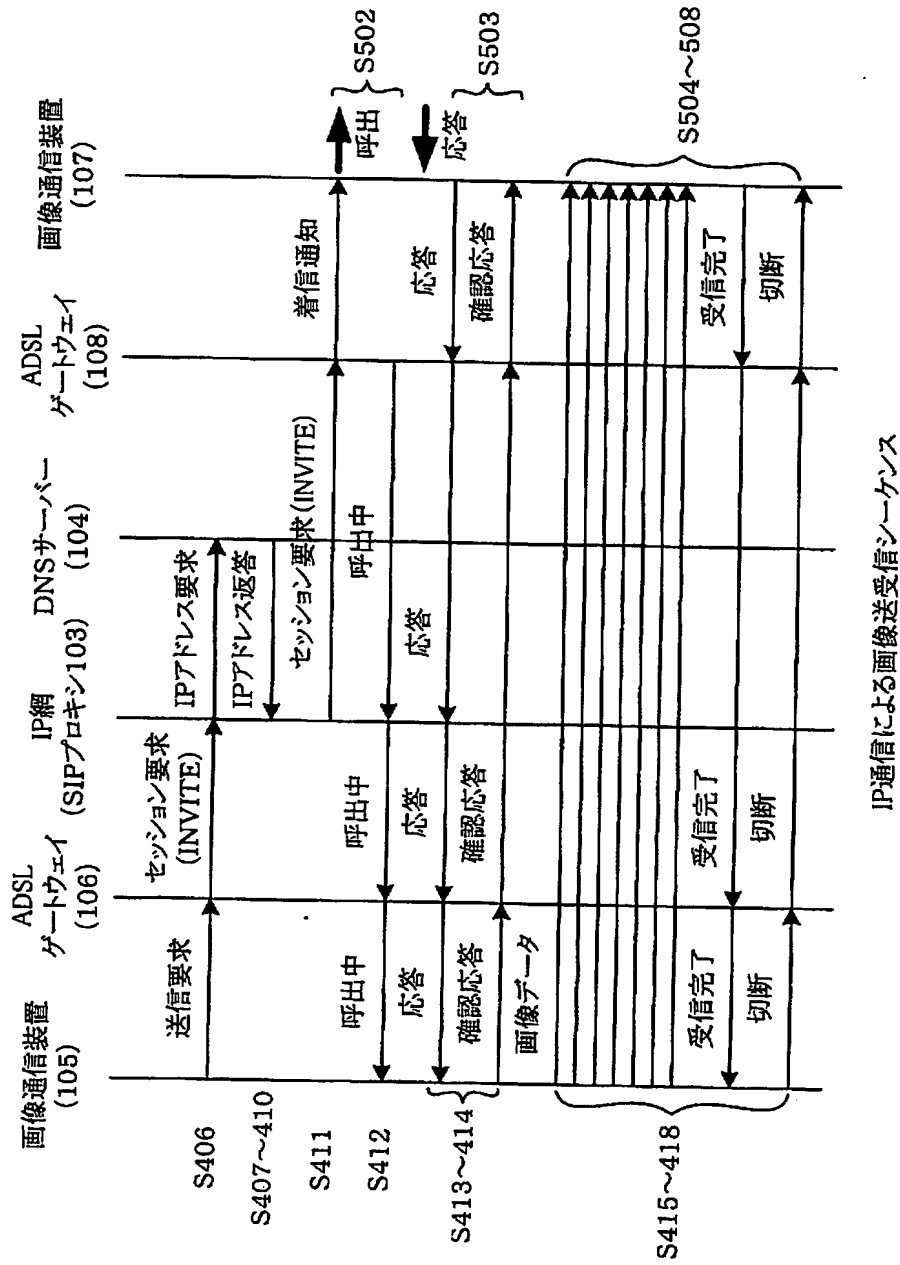 画像通信装置
(105)
ADSL
ゲートウェイ
(106)
IP網
(SIPプロキシ103)
DNSサーバー
(104)
ADSL
ゲートウェイ
(108)
画像通信装置
(107)
S406
送信要求
セッション要求
(INVITE)
IPアドレス要求
S407～410
IPアドレス返答
S411
セッション要求(INVITE)
着信通知
呼出
S502
S412
呼出中
呼出中
呼出中
応答
S413～414
応答
応答
応答
応答
S503
確認応答
確認応答
確認応答
画像データ
S415～418
S504～508
受信完了
受信完了
受信完了
切断
切断
切断
IP通信による画像送受信シーケンス